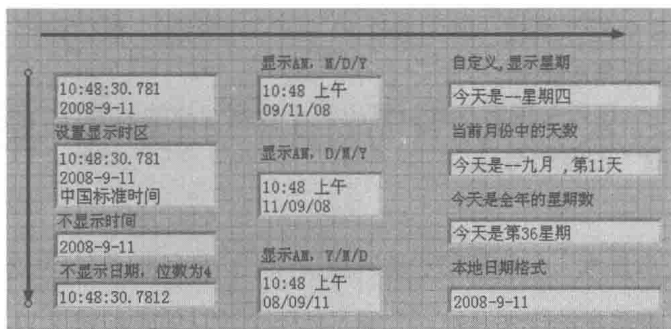 10:48:30.781
2008-9-11
设置显示时区
10:48:30.781
2008-9-11
中国标准时间
不显示时间
2008-9-11
不显示日期，位数为4
10:48:30.7812
显示AM，M/D/Y
10:48 上午
09/11/08
显示AM，D/M/Y
10:48 上午
11/09/08
显示AM，Y/M/D
10:48 上午
08/09/11
自定义,显示星期
今天是--星期四
当前月份中的天数
今天是--九月 ,第11天
今天是全年的星期数
今天是第36星期
本地日期格式
2008-9-11